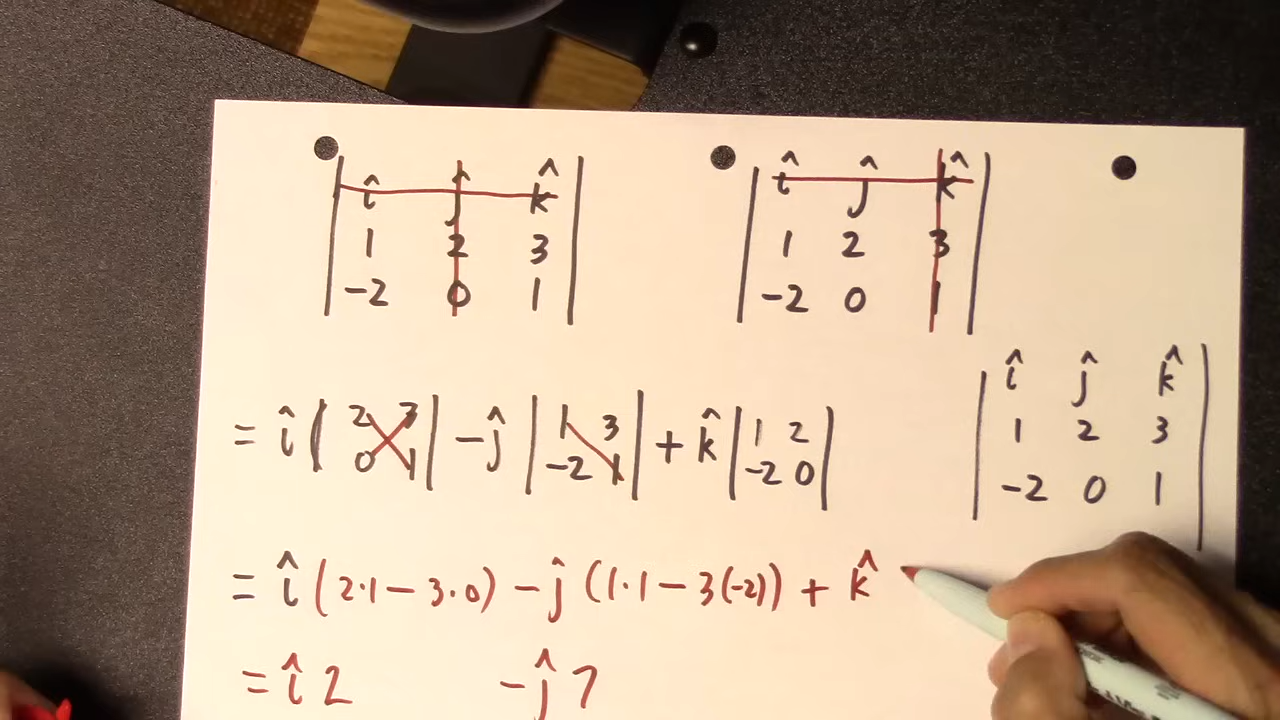 | î ĵ k̂ |
| 1 2 3 |
| -2 0 1 |
| î ĵ k̂ |
| 1 2 3 |
| -2 0 1 |
| î ĵ k̂ |
| 1 2 3 |
| -2 0 1 |
= î | 2 3 | - ĵ | 1 3 | + k̂ | 1 2 |
| 0 1 | | -2 1 | | -2 0 |
= î (2·1 - 3·0) - ĵ (1·1 - 3(-2)) + k̂
= î 2 - ĵ 7